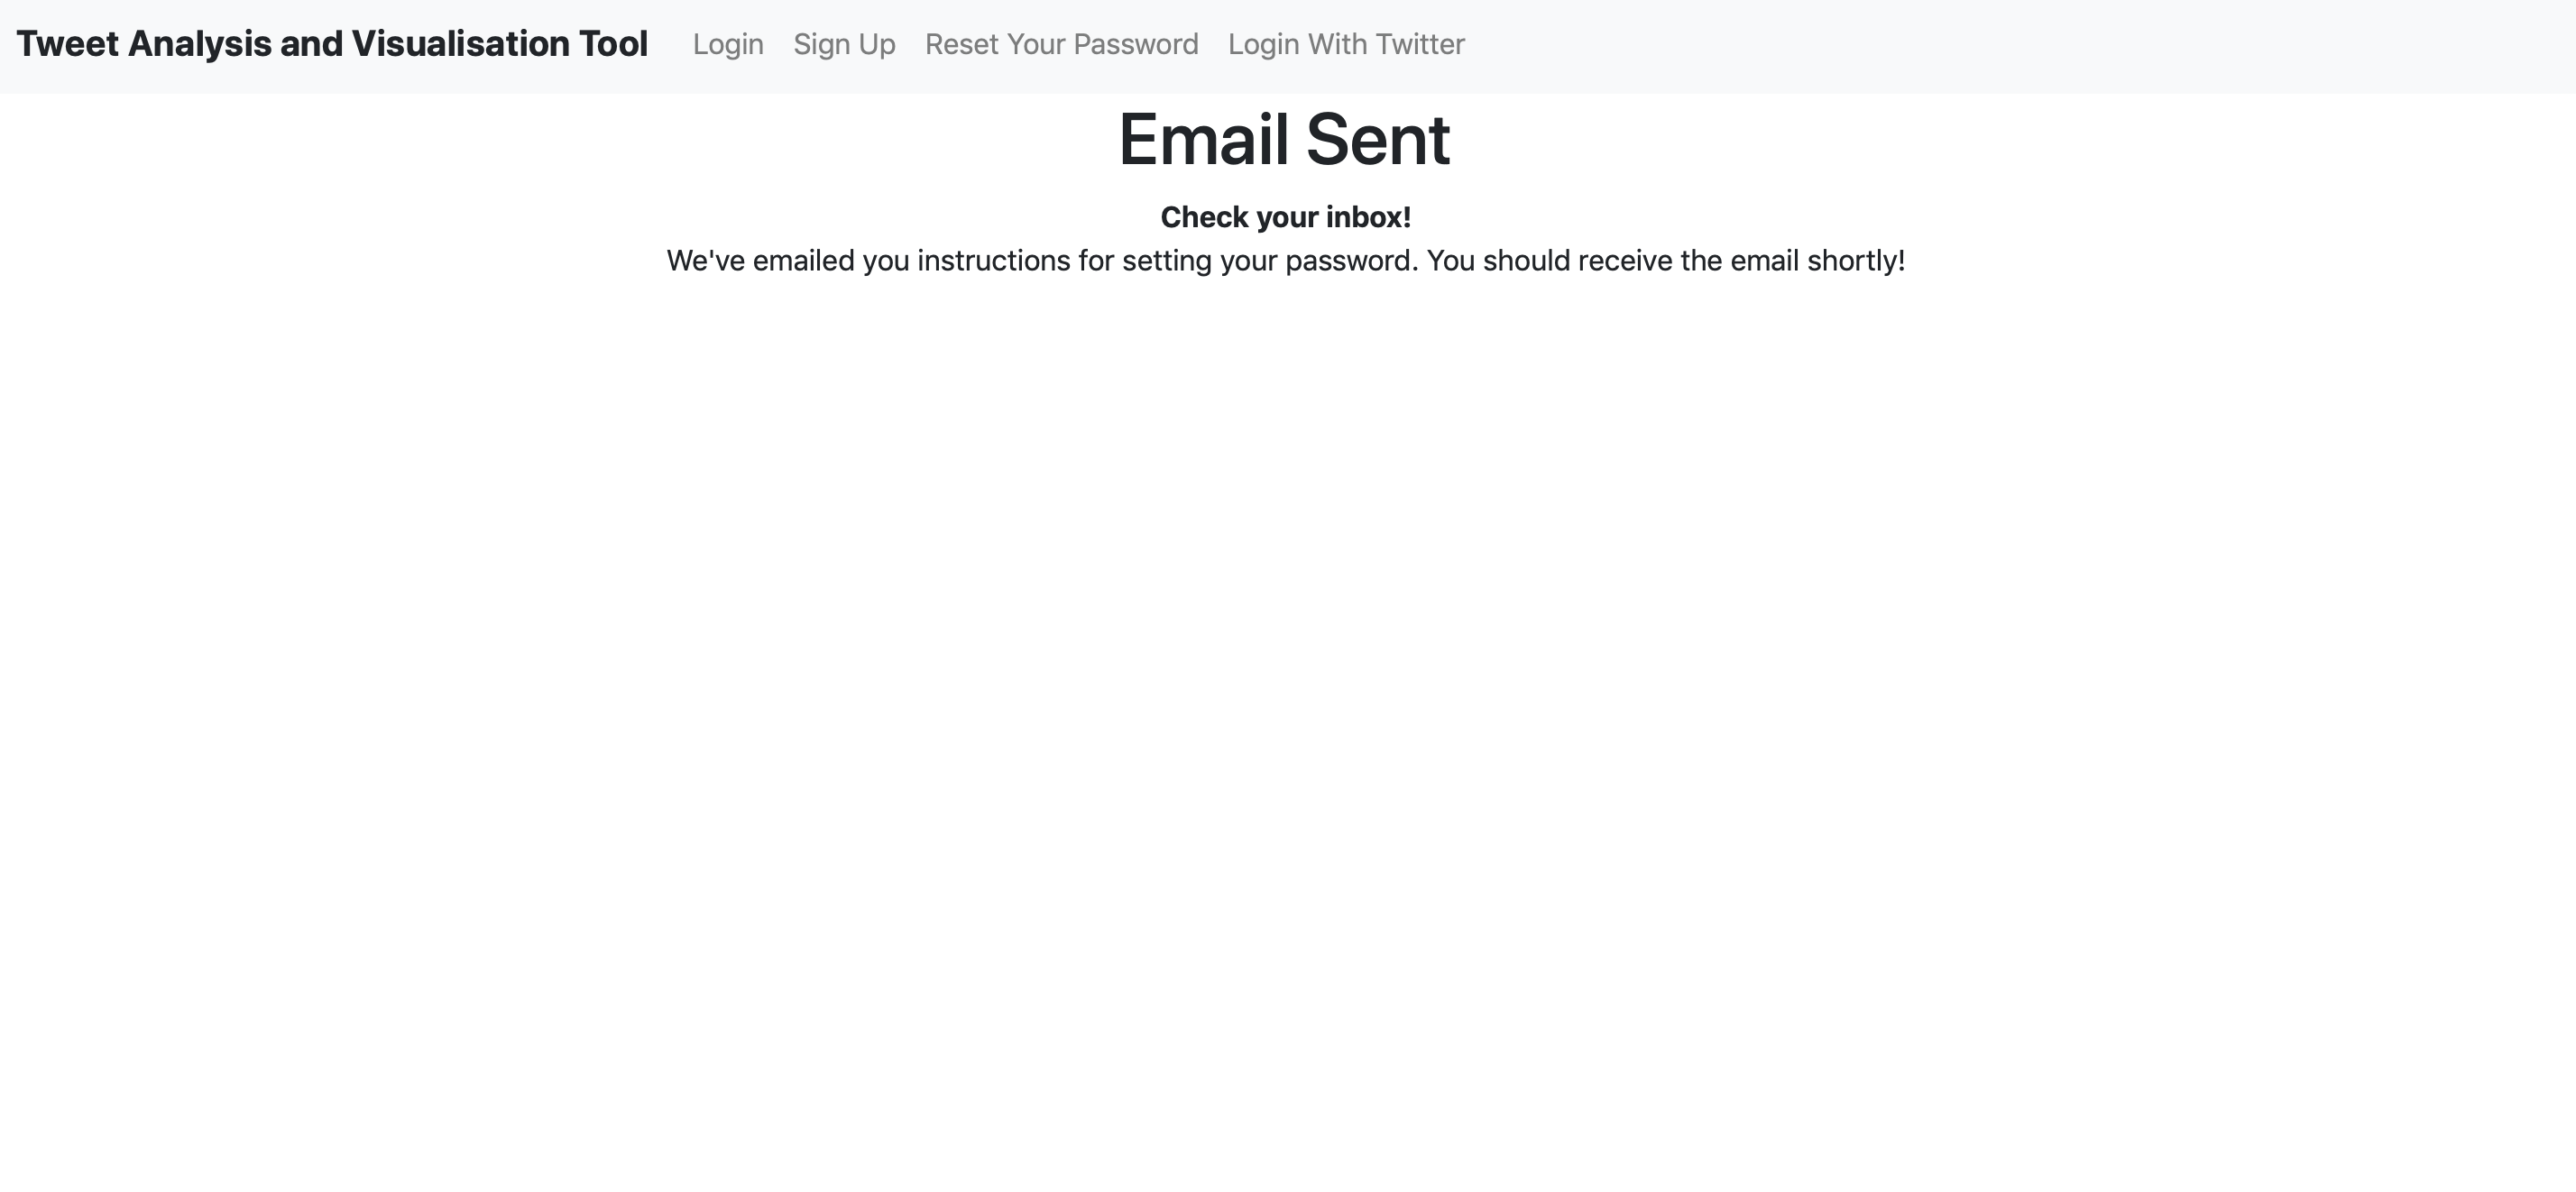 Tweet Analysis and Visualisation Tool Login Sign Up Reset Your Password Login With Twitter
Email Sent
Check your inbox!
We've emailed you instructions for setting your password. You should receive the email shortly!